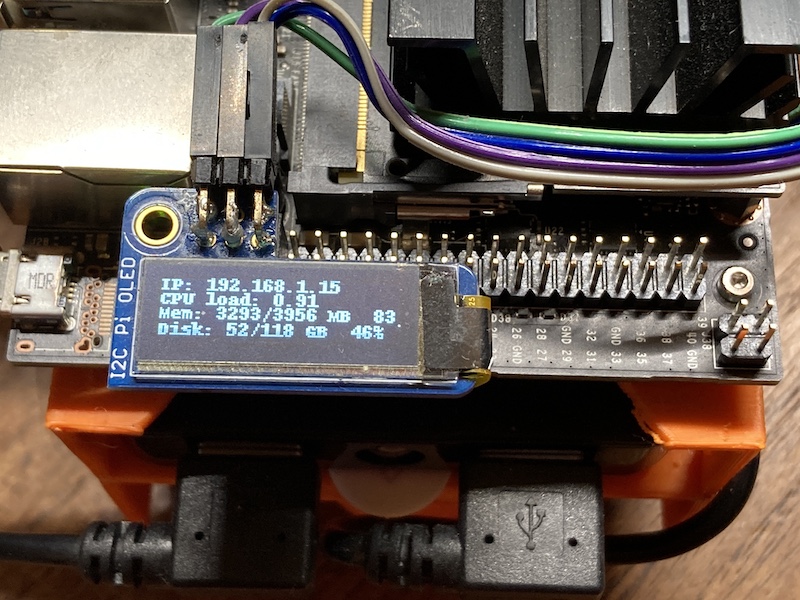 IP: 192.168.1.15
CPU load: 0.91
Mem: 3293/3956 MB 83
Disk: 52/118 GB 46%
I2C Pi OLED
MDR
U22
D38
26 GND
28 27
GND 29
32 31
GND 33
36 35
38 37
40 GND
39 J38